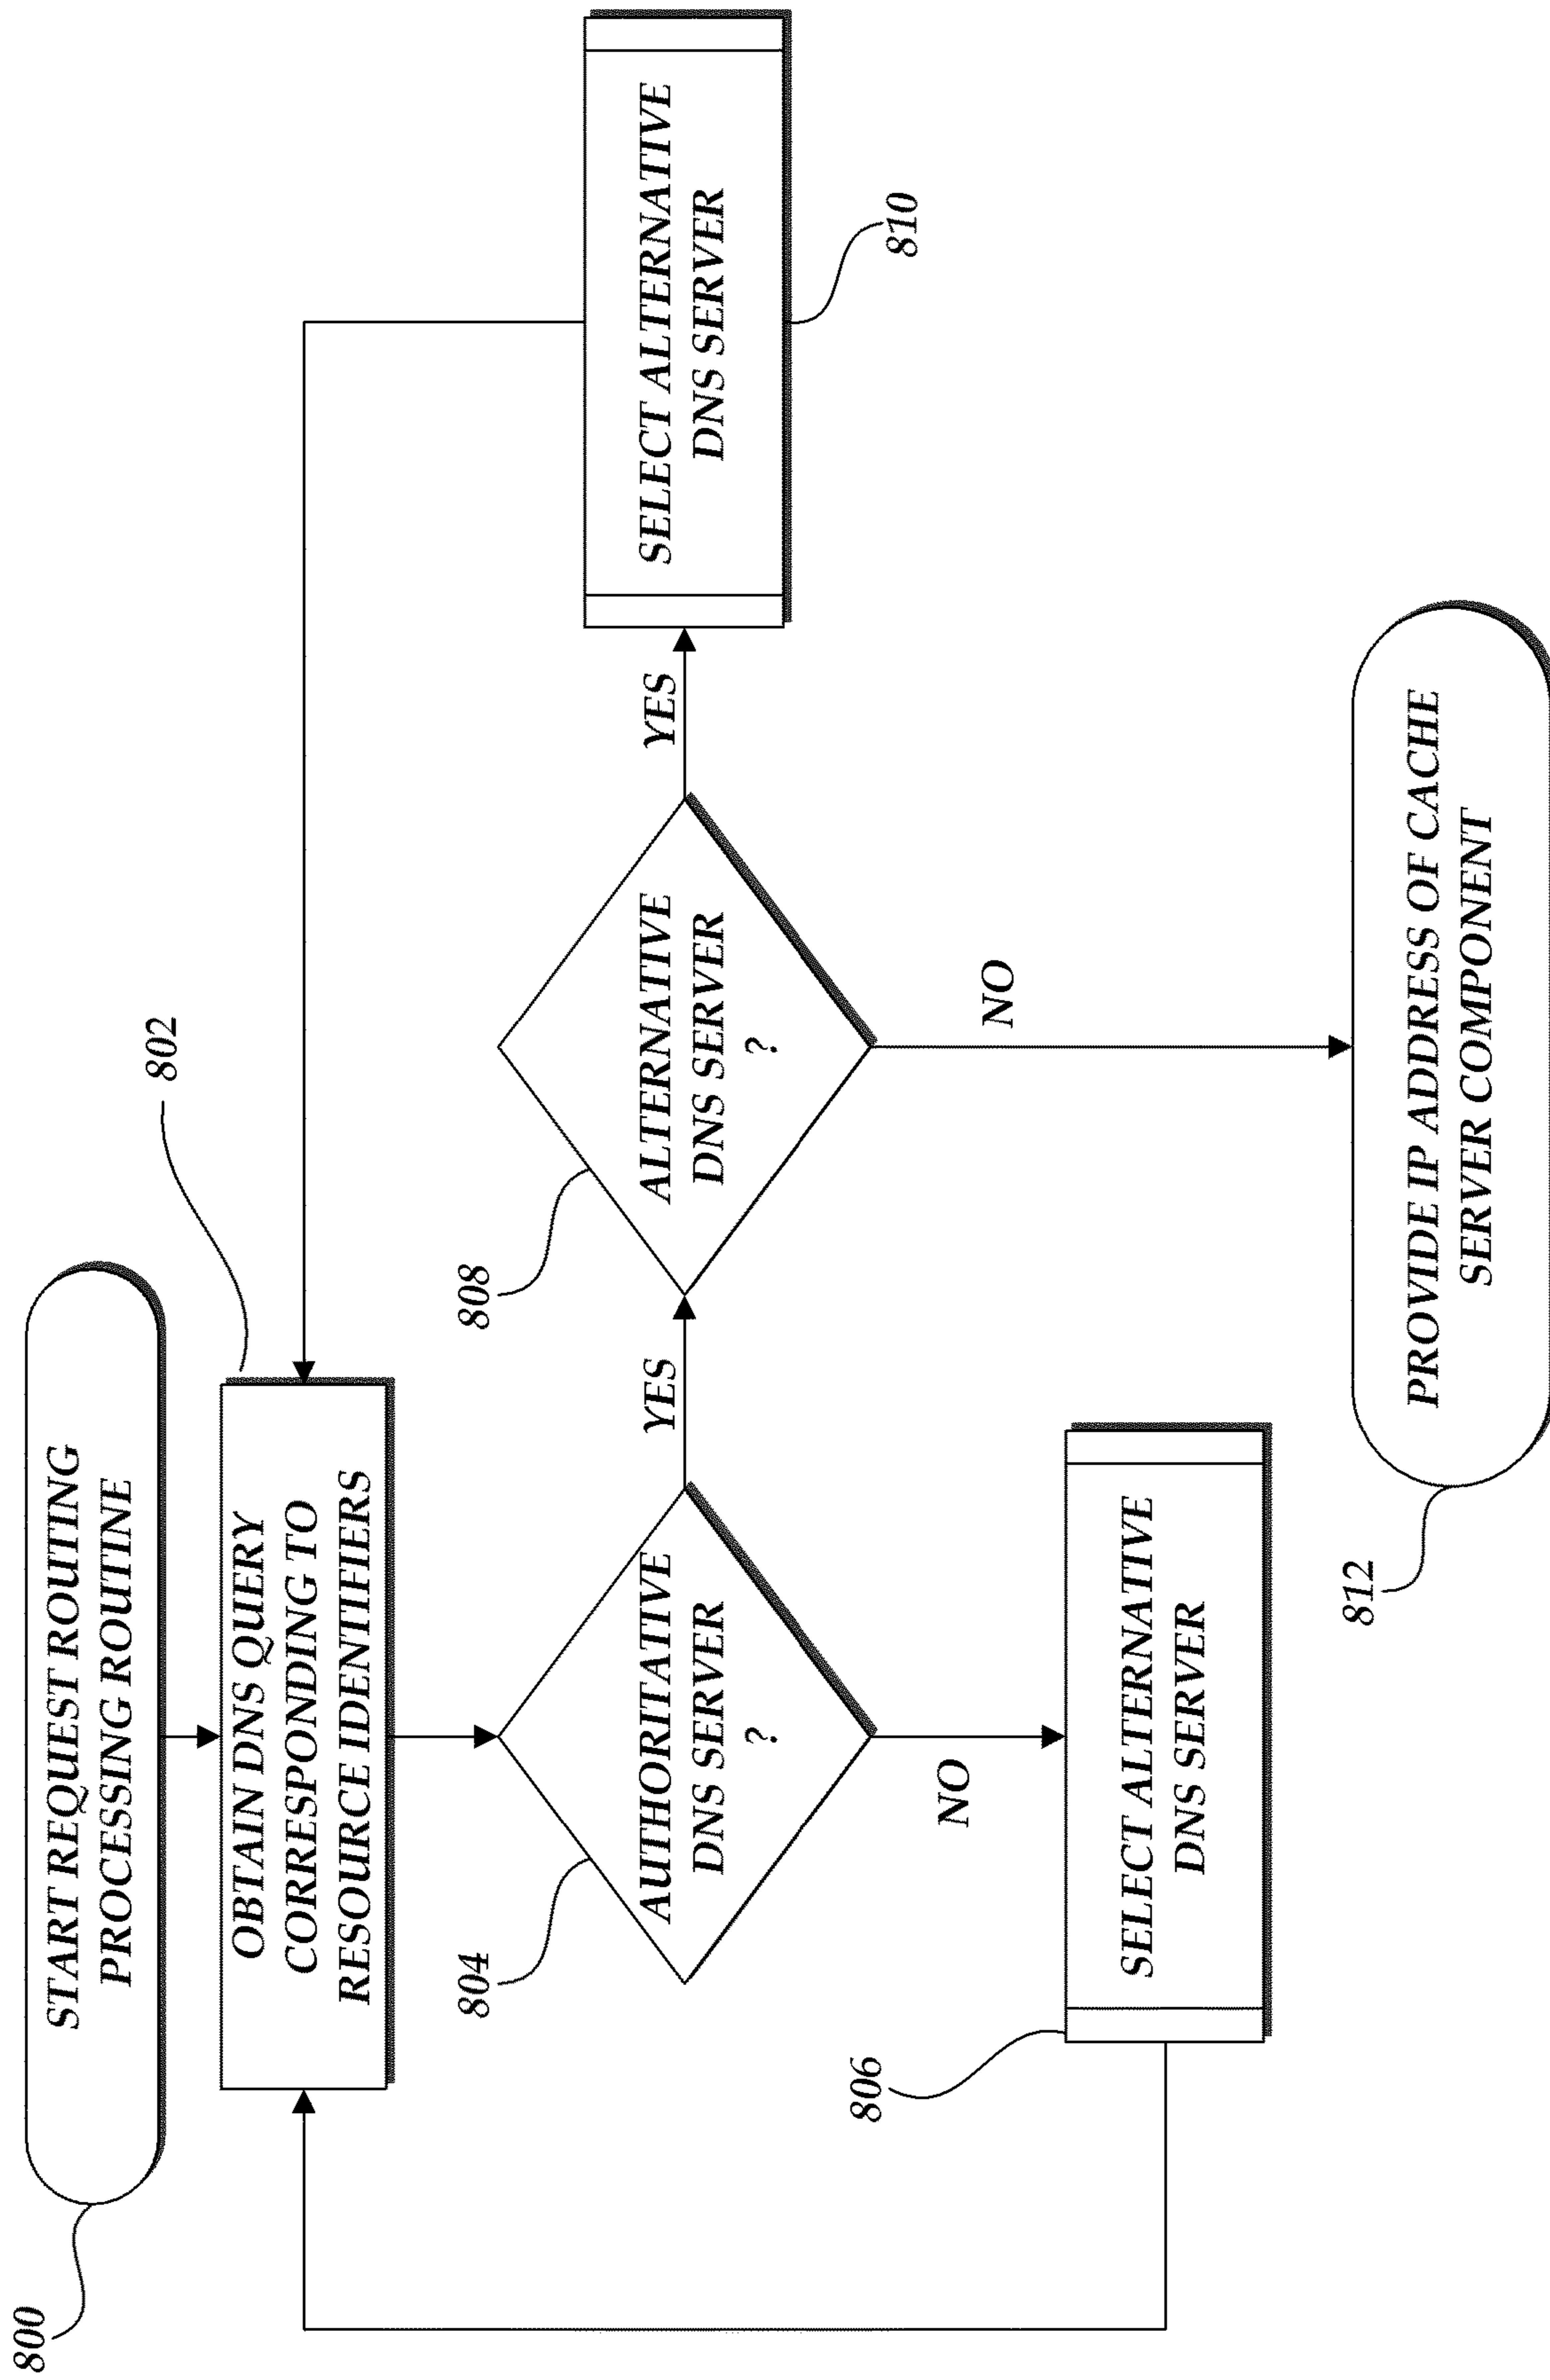 800
START REQUEST ROUTING
PROCESSING ROUTINE
802
OBTAIN DNS QUERY
CORRESPONDING TO
RESOURCE IDENTIFIERS
804
AUTHORITATIVE
DNS SERVER
?
YES
808
ALTERNATIVE
DNS SERVER
?
YES
SELECT ALTERNATIVE
DNS SERVER
810
NO
806
SELECT ALTERNATIVE
DNS SERVER
NO
812
PROVIDE IP ADDRESS OF CACHE
SERVER COMPONENT